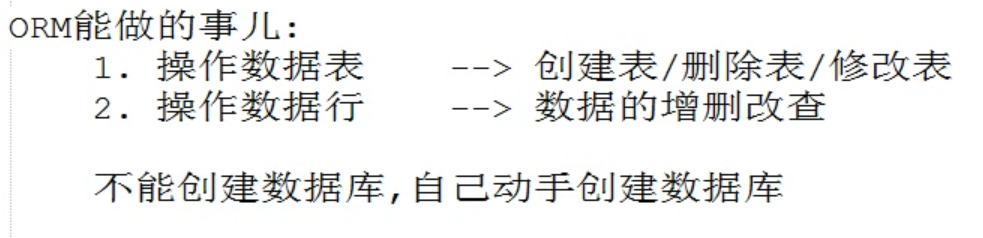 ORM能做的事儿:
1. 操作数据表 --> 创建表/删除表/修改表
2. 操作数据行 --> 数据的增删改查
不能创建数据库,自己动手创建数据库